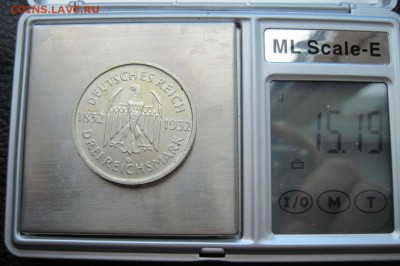 COINS.LAVE.RU
ML Scale-E
DEUTSCHES REICH
1832 1932
DREI REICHSMARK
g
15.19
I/O M T